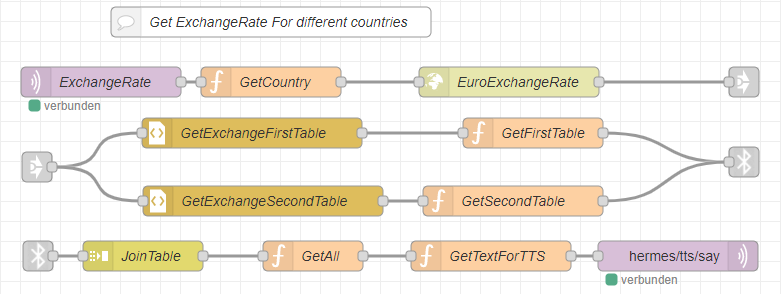 Get ExchangeRate For different countries
ExchangeRate
GetCountry
EuroExchangeRate
verbunden
GetExchangeFirstTable
GetFirstTable
GetExchangeSecondTable
GetSecondTable
JoinTable
GetAll
GetTextForTTS
hermes/tts/say
verbunden